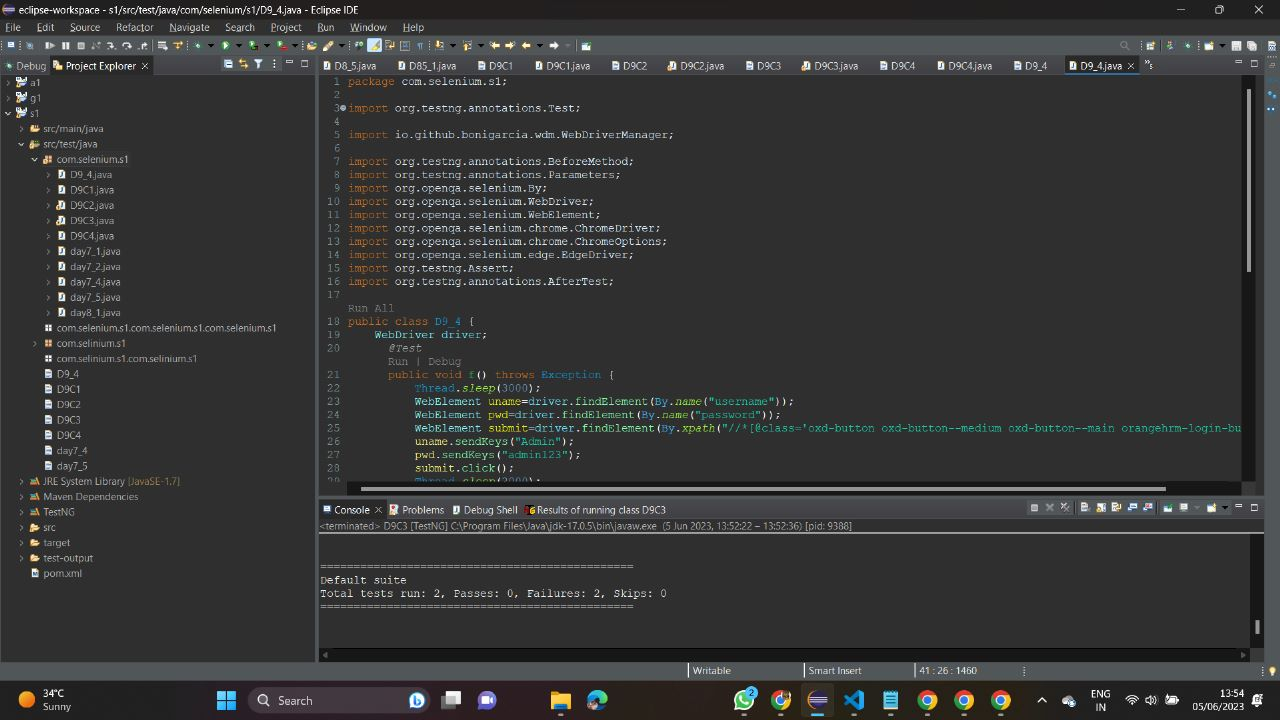 eclipse-workspace - s1/src/test/java/com/selenium/s1/D9_4.java - Eclipse IDE
File Edit Source Refactor Navigate Search Project Run Window Help
Debug Project Explorer
D8_5.java D85_1.java D9C1 D9C1.java D9C2 D9C2.java D9C3 D9C3.java D9C4 D9C4.java D9_4 D9_4.java
a1
g1
s1
src/main/java
src/test/java
com.selenium.s1
D9_4.java
D9C1.java
D9C2.java
D9C3.java
D9C4.java
day7_1.java
day7_2.java
day7_4.java
day7_5.java
day8_1.java
com.selenium.s1.com.selenium.s1.com.selenium.s1
com.selinium.s1
com.selinium.s1.com.selinium.s1
D9_4
D9C1
D9C2
D9C3
D9C4
day7_4
day7_5
JRE System Library [JavaSE-1.7]
Maven Dependencies
TestNG
src
target
test-output
pom.xml
1 package com.selenium.s1;
2
3 import org.testng.annotations.Test;
4
5 import io.github.bonigarcia.wdm.WebDriverManager;
6
7 import org.testng.annotations.BeforeMethod;
8 import org.testng.annotations.Parameters;
9 import org.openqa.selenium.By;
10 import org.openqa.selenium.WebDriver;
11 import org.openqa.selenium.WebElement;
12 import org.openqa.selenium.chrome.ChromeDriver;
13 import org.openqa.selenium.chrome.ChromeOptions;
14 import org.openqa.selenium.edge.EdgeDriver;
15 import org.testng.Assert;
16 import org.testng.annotations.AfterTest;
17
Run All
18 public class D9_4 {
19 WebDriver driver;
20 @Test
Run | Debug
21 public void f() throws Exception {
22 Thread.sleep(3000);
23 WebElement uname=driver.findElement(By.name("username"));
24 WebElement pwd=driver.findElement(By.name("password"));
25 WebElement submit=driver.findElement(By.xpath("//*[@class='oxd-button oxd-button--medium oxd-button--main orangehrm-login-bu
26 uname.sendKeys("Admin");
27 pwd.sendKeys("admin123");
28 submit.click();
29 Thread.sleep(3000);
Console Problems Debug Shell Results of running class D9C3
<terminated> D9C3 [TestNG] C:\Program Files\Java\jdk-17.0.5\bin\javaw.exe (5 Jun 2023, 13:52:22 – 13:52:36) [pid: 9388]
===============================================
Default suite
Total tests run: 2, Passes: 0, Failures: 2, Skips: 0
===============================================
Writable Smart Insert 41 : 26 : 1460
34°C
Sunny
Search
2
ENG
IN
13:54
05/06/2023